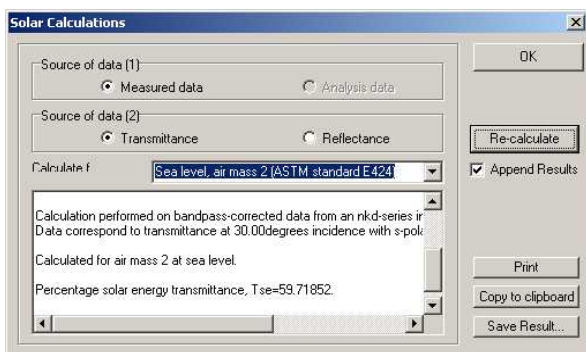 Solar Calculations
Source of data (1)
Measured data
Analysis data
Source of data (2)
Transmittance
Reflectance
Calculate f
Sea level, air mass 2 (ASTM standard E424)
Calculation performed on bandpass-corrected data from an nkd-series in
Data correspond to transmittance at 30.00degrees incidence with s-pola
Calculated for air mass 2 at sea level.
Percentage solar energy transmittance, Tse=59.71852.
OK
Re-calculate
Append Results
Print
Copy to clipboard
Save Result...